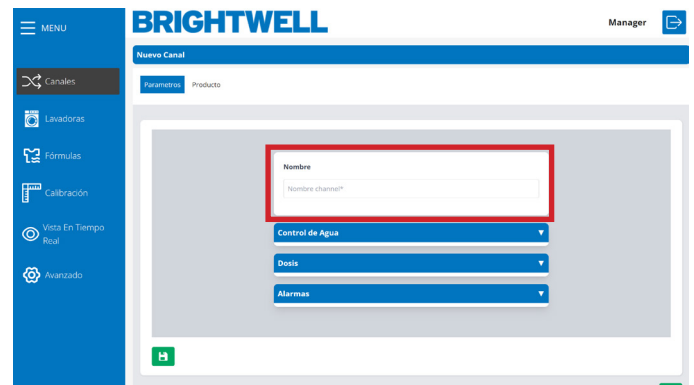 MENU
BRIGHTWELL
Manager
Nuevo Canal
Canales
Parametros Producto
Lavadoras
Fórmulas
Calibración
Vista En Tiempo
Real
Avanzado
Nombre
Nombre channel*
Control de Agua
Dosis
Alarmas